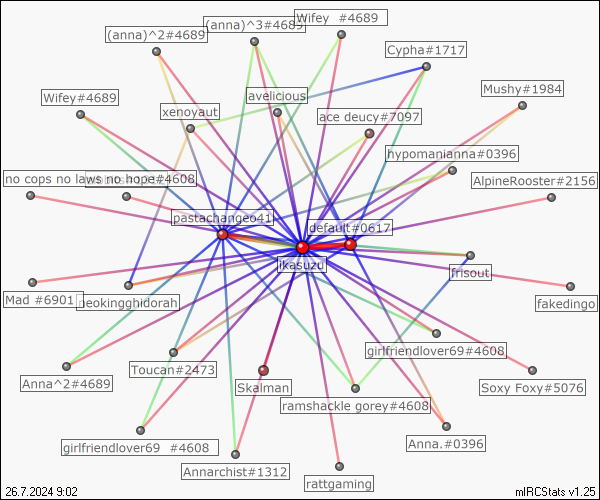 (anna)^2#4689
(anna)^3#4689
Wifey  #4689
Cypha#1717
Wifey#4689
xenoyaut
avelicious
ace deucy#7097
Mushy#1984
hypomanianna#0396
no cops no laws no hope#4608
AlpineRooster#2156
pastachangeo41
default#0617
ikasuzu
frisout
Mad #6901
neokingghidorah
fakedingo
girlfriendlover69#4608
Toucan#2473
Anna^2#4689
Skalman
Soxy Foxy#5076
ramshackle gorey#4608
girlfriendlover69  #4608
Anna.#0396
Annarchist#1312
rattgaming
26.7.2024 9:02
mIRCStats v1.25